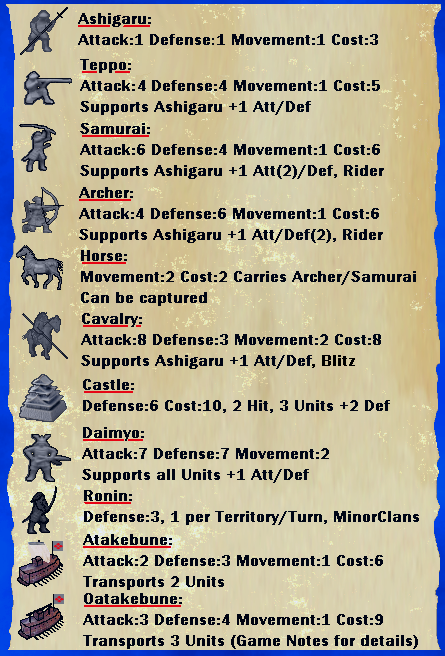 Ashigaru:
Attack:1 Defense:1 Movement:1 Cost:3
Teppo:
Attack:4 Defense:4 Movement:1 Cost:5
Supports Ashigaru +1 Att/Def
Samurai:
Attack:6 Defense:4 Movement:1 Cost:6
Supports Ashigaru +1 Att(2)/Def, Rider
Archer:
Attack:4 Defense:6 Movement:1 Cost:6
Supports Ashigaru +1 Att/Def(2), Rider
Horse:
Movement:2 Cost:2 Carries Archer/Samurai
Can be captured
Cavalry:
Attack:8 Defense:3 Movement:2 Cost:8
Supports Ashigaru +1 Att/Def, Blitz
Castle:
Defense:6 Cost:10, 2 Hit, 3 Units +2 Def
Daimyo:
Attack:7 Defense:7 Movement:2
Supports all Units +1 Att/Def
Ronin:
Defense:3, 1 per Territory/Turn, MinorClans
Atakebune:
Attack:2 Defense:3 Movement:1 Cost:6
Transports 2 Units
Oatakebune:
Attack:3 Defense:4 Movement:1 Cost:9
Transports 3 Units (Game Notes for details)